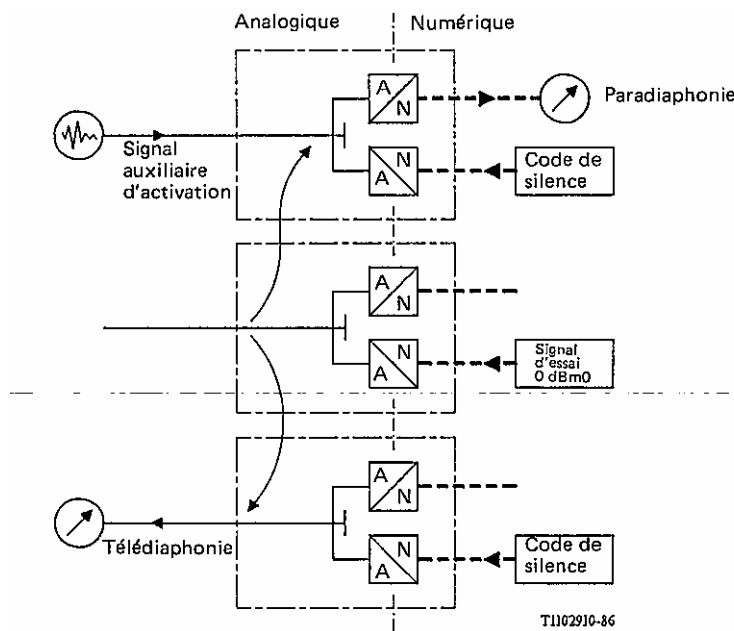 Analogique
Numérique
A
N
Paradiaphonie
Signal
auxiliaire
d'activation
N
A
Code de
silence
A
N
N
A
Signal
d'essai
0 dBm0
A
N
Télédiaphonie
N
A
Code de
silence
T1102910-86